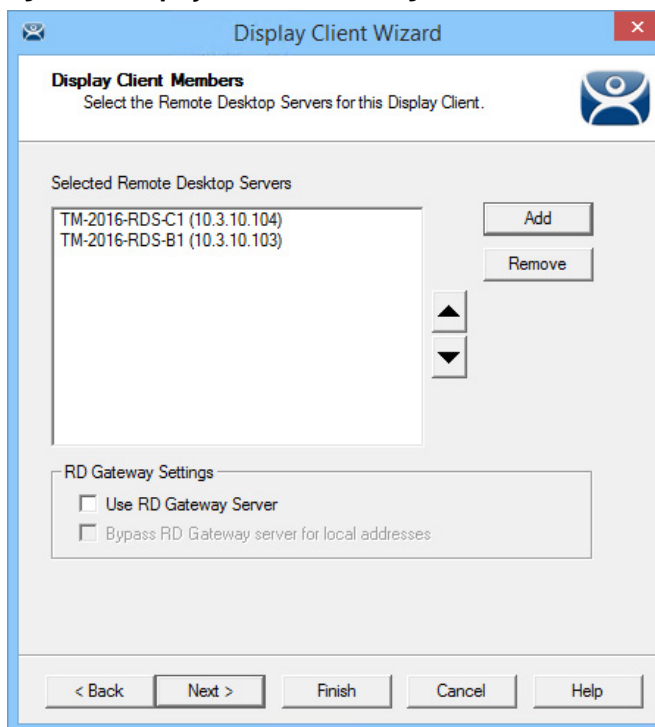 Display Client Wizard
Display Client Members
Select the Remote Desktop Servers for this Display Client.
Selected Remote Desktop Servers
TM-2016-RDS-C1 (10.3.10.104)
TM-2016-RDS-B1 (10.3.10.103)
Add
Remove
RD Gateway Settings
Use RD Gateway Server
Bypass RD Gateway server for local addresses
< Back
Next >
Finish
Cancel
Help